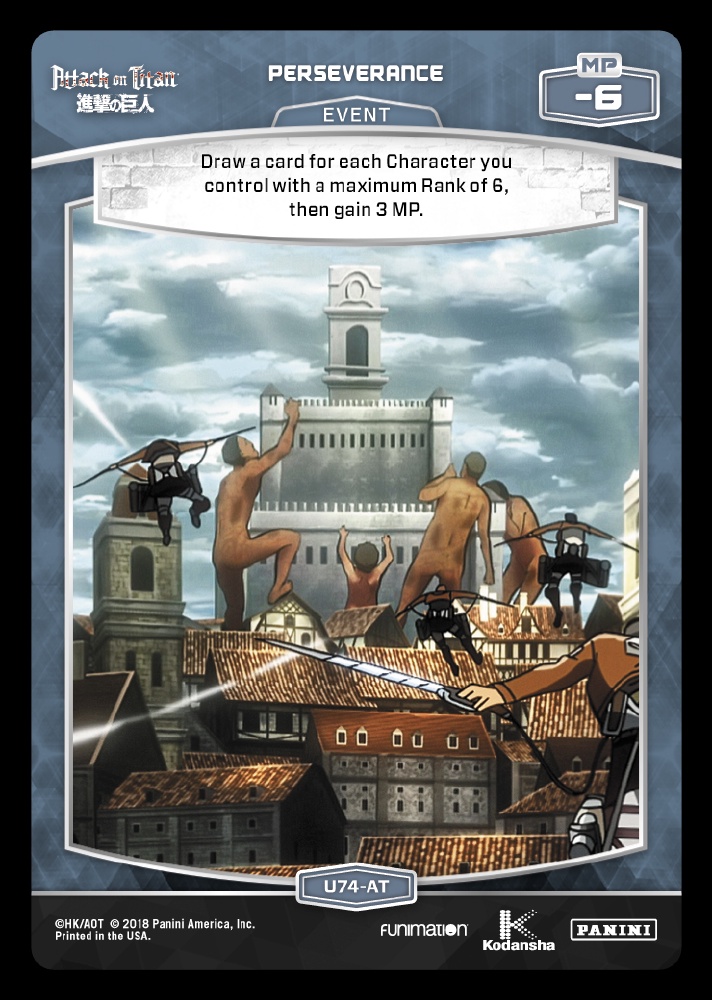 Attack on Titan
進撃の巨人
PERSEVERANCE
EVENT
MP
-6
Draw a card for each Character you
control with a maximum Rank of 6,
then gain 3 MP.
U74-AT
©HK/AOT © 2018 Panini America, Inc.
Printed in the USA.
FUNIMATION
Kodansha
PANINI